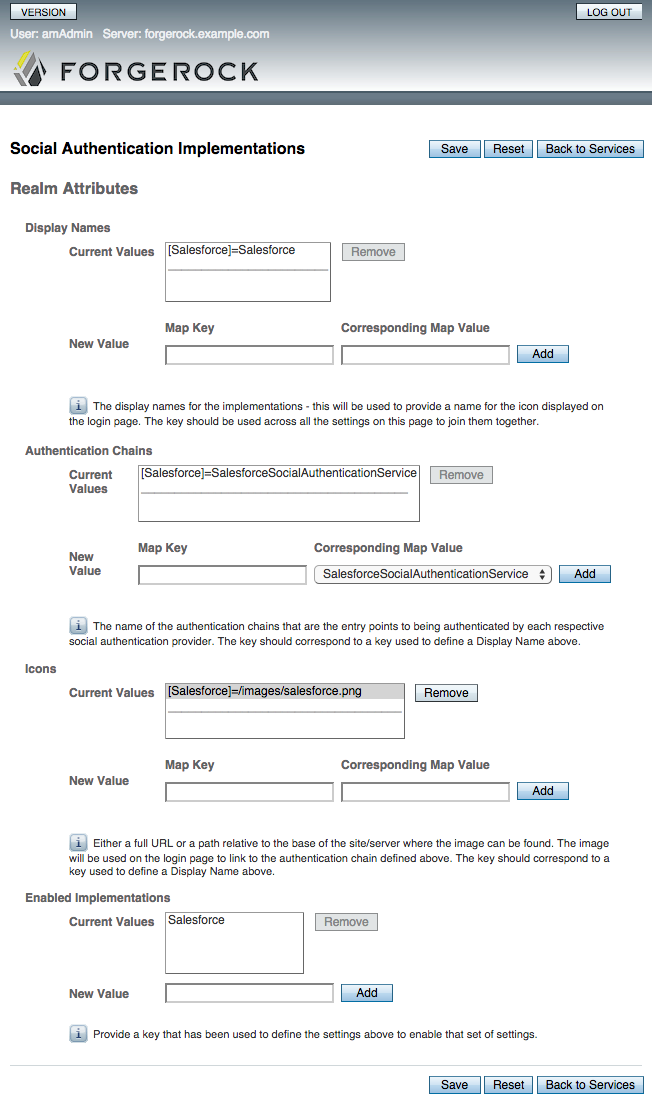 VERSION
LOG OUT
User: amAdmin Server: forgerock.example.com
FORGEROCK
Social Authentication Implementations
Save
Reset
Back to Services
Realm Attributes
Display Names
Current Values
[Salesforce]=Salesforce
Remove
Map Key
Corresponding Map Value
New Value
Add
i The display names for the implementations - this will be used to provide a name for the icon displayed on
the login page. The key should be used across all the settings on this page to join them together.
Authentication Chains
Current
Values
[Salesforce]=SalesforceSocialAuthenticationService
Remove
Map Key
Corresponding Map Value
New
Value
SalesforceSocialAuthenticationService
Add
i The name of the authentication chains that are the entry points to being authenticated by each respective
social authentication provider. The key should correspond to a key used to define a Display Name above.
Icons
Current Values
[Salesforce]=/images/salesforce.png
Remove
Map Key
Corresponding Map Value
New Value
Add
i Either a full URL or a path relative to the base of the site/server where the image can be found. The image
will be used on the login page to link to the authentication chain defined above. The key should correspond to a
key used to define a Display Name above.
Enabled Implementations
Current Values
Salesforce
Remove
New Value
Add
i Provide a key that has been used to define the settings above to enable that set of settings.
Save
Reset
Back to Services